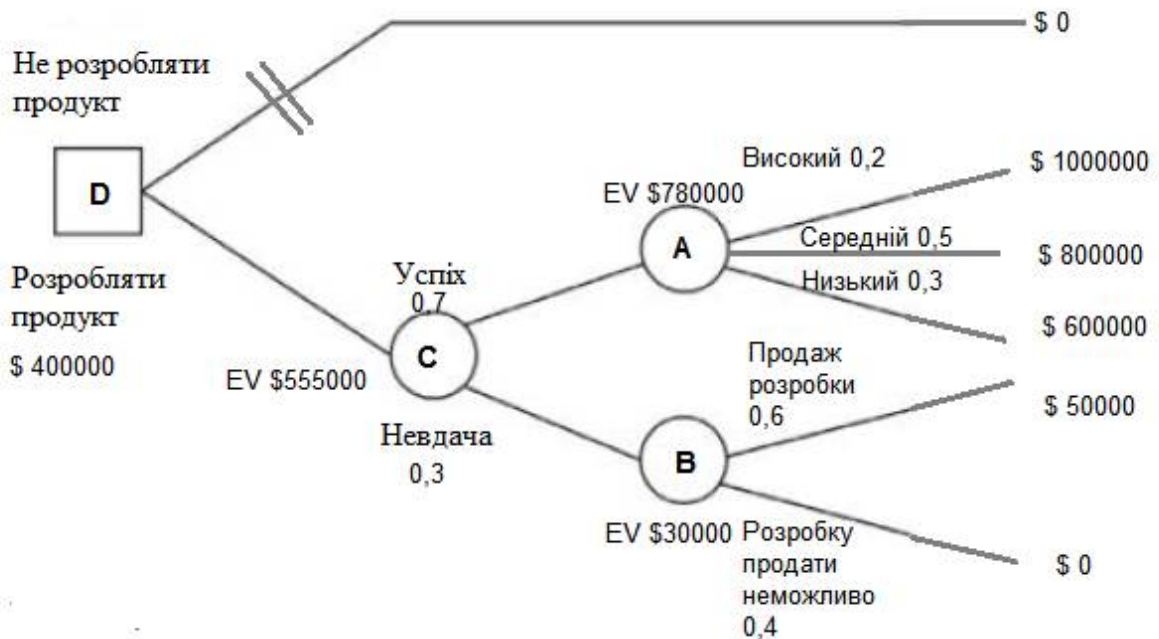 $ 0
Не розробляти
продукт
D
Розробляти
продукт
$ 400000
Успіх
0,7
C
EV $555000
Невдача
0,3
EV $780000
A
Високий 0,2
$ 1000000
Середній 0,5
$ 800000
Низький 0,3
$ 600000
Продаж
розробки
0,6
$ 50000
B
EV $30000
Розробку
продати
неможливо
0,4
$ 0